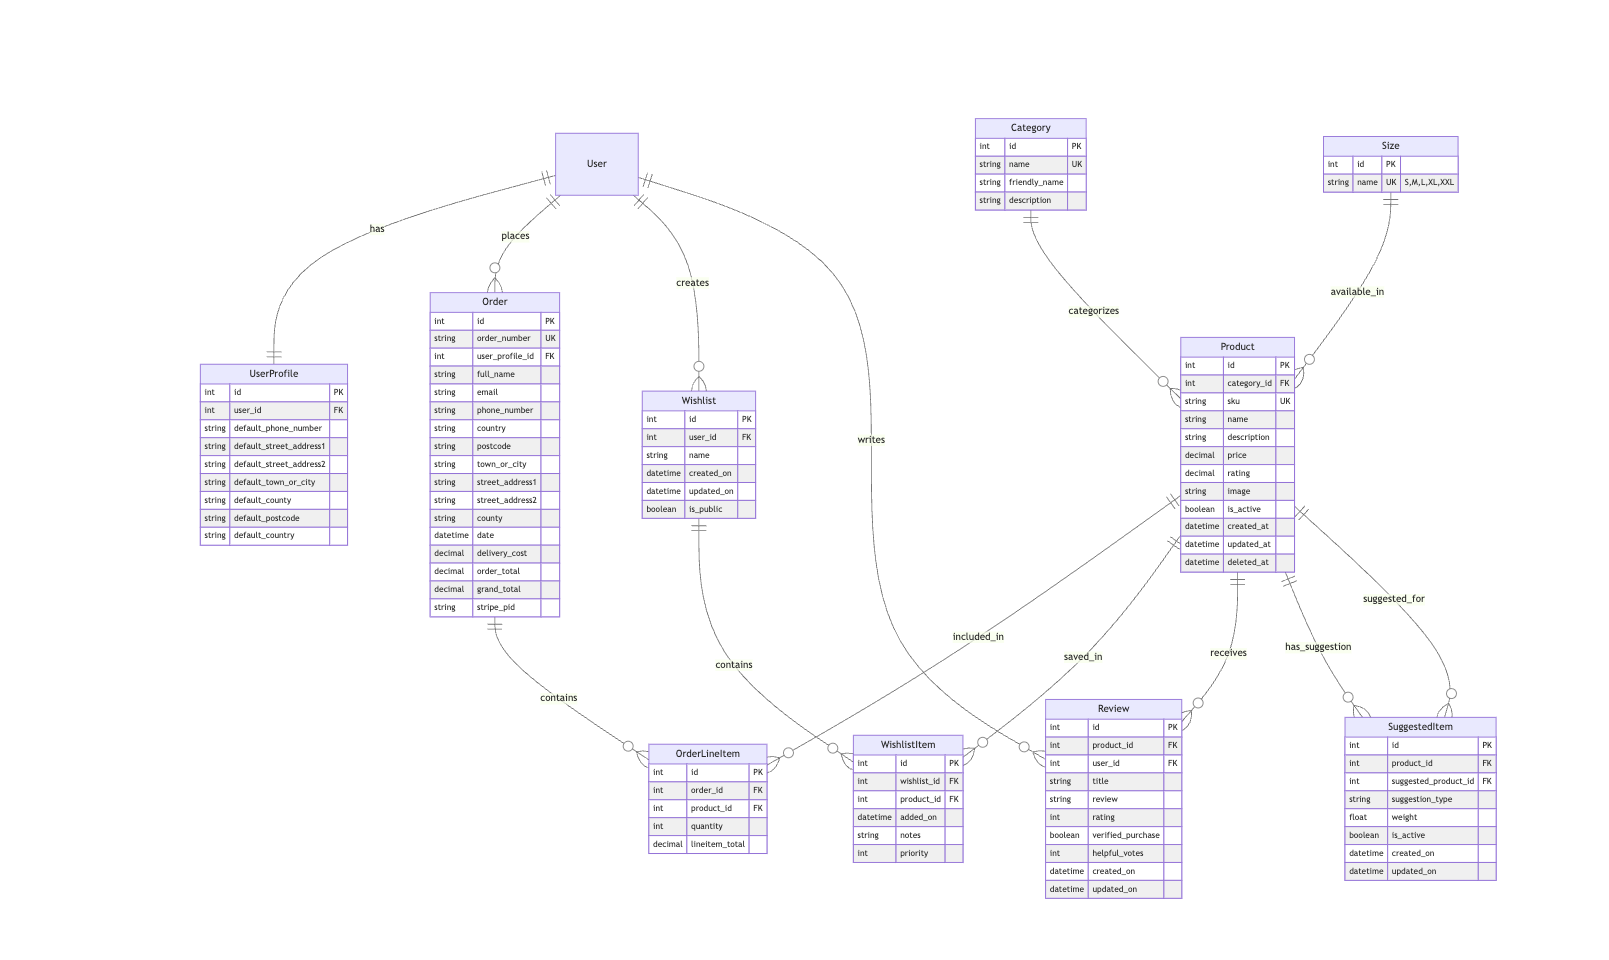 User
has
places
creates
writes
Category
int id PK
string name UK
string friendly_name
string description
Size
int id PK
string name UK S,M,L,XL,XXL
categorizes
available_in
UserProfile
int id PK
int user_id FK
string default_phone_number
string default_street_address1
string default_street_address2
string default_town_or_city
string default_county
string default_postcode
string default_country
Order
int id PK
string order_number UK
int user_profile_id FK
string full_name
string email
string phone_number
string country
string postcode
string town_or_city
string street_address1
string street_address2
string county
datetime date
decimal delivery_cost
decimal order_total
decimal grand_total
string stripe_pid
Wishlist
int id PK
int user_id FK
string name
datetime created_on
datetime updated_on
boolean is_public
Product
int id PK
int category_id FK
string sku UK
string name
string description
decimal price
decimal rating
string image
boolean is_active
datetime created_at
datetime updated_at
datetime deleted_at
contains
contains
included_in
saved_in
receives
has_suggestion
suggested_for
OrderLineItem
int id PK
int order_id FK
int product_id FK
int quantity
decimal lineitem_total
WishlistItem
int id PK
int wishlist_id FK
int product_id FK
datetime added_on
string notes
int priority
Review
int id PK
int product_id FK
int user_id FK
string title
string review
int rating
boolean verified_purchase
int helpful_votes
datetime created_on
datetime updated_on
SuggestedItem
int id PK
int product_id FK
int suggested_product_id FK
string suggestion_type
float weight
boolean is_active
datetime created_on
datetime updated_on